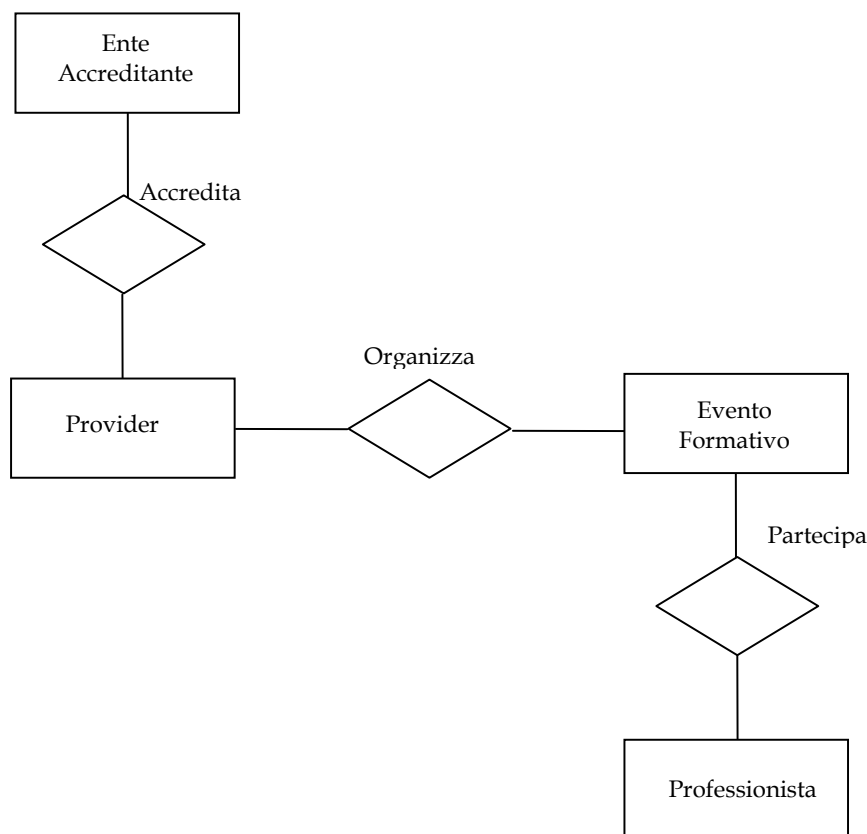 Ente
Accreditante
Accredita
Organizza
Provider
Evento
Formativo
Partecipa
Professionista